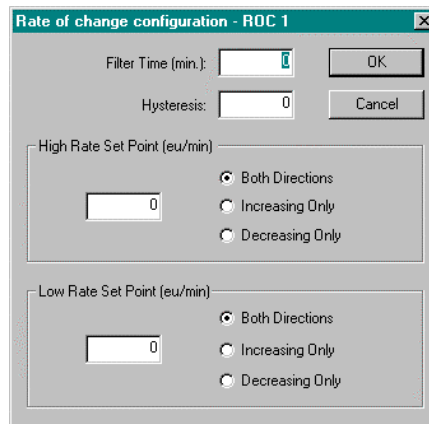 Rate of change configuration - ROC 1
Filter Time (min.): 0 OK
Hysteresis: 0 Cancel
High Rate Set Point (eu/min)
Both Directions
0 Increasing Only
Decreasing Only
Low Rate Set Point (eu/min)
Both Directions
0 Increasing Only
Decreasing Only